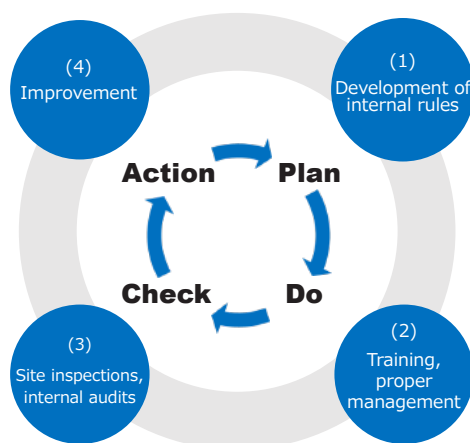 (4)
Improvement
(1)
Development of
internal rules
Action
Plan
Check
Do
(3)
Site inspections,
internal audits
(2)
Training,
proper
management